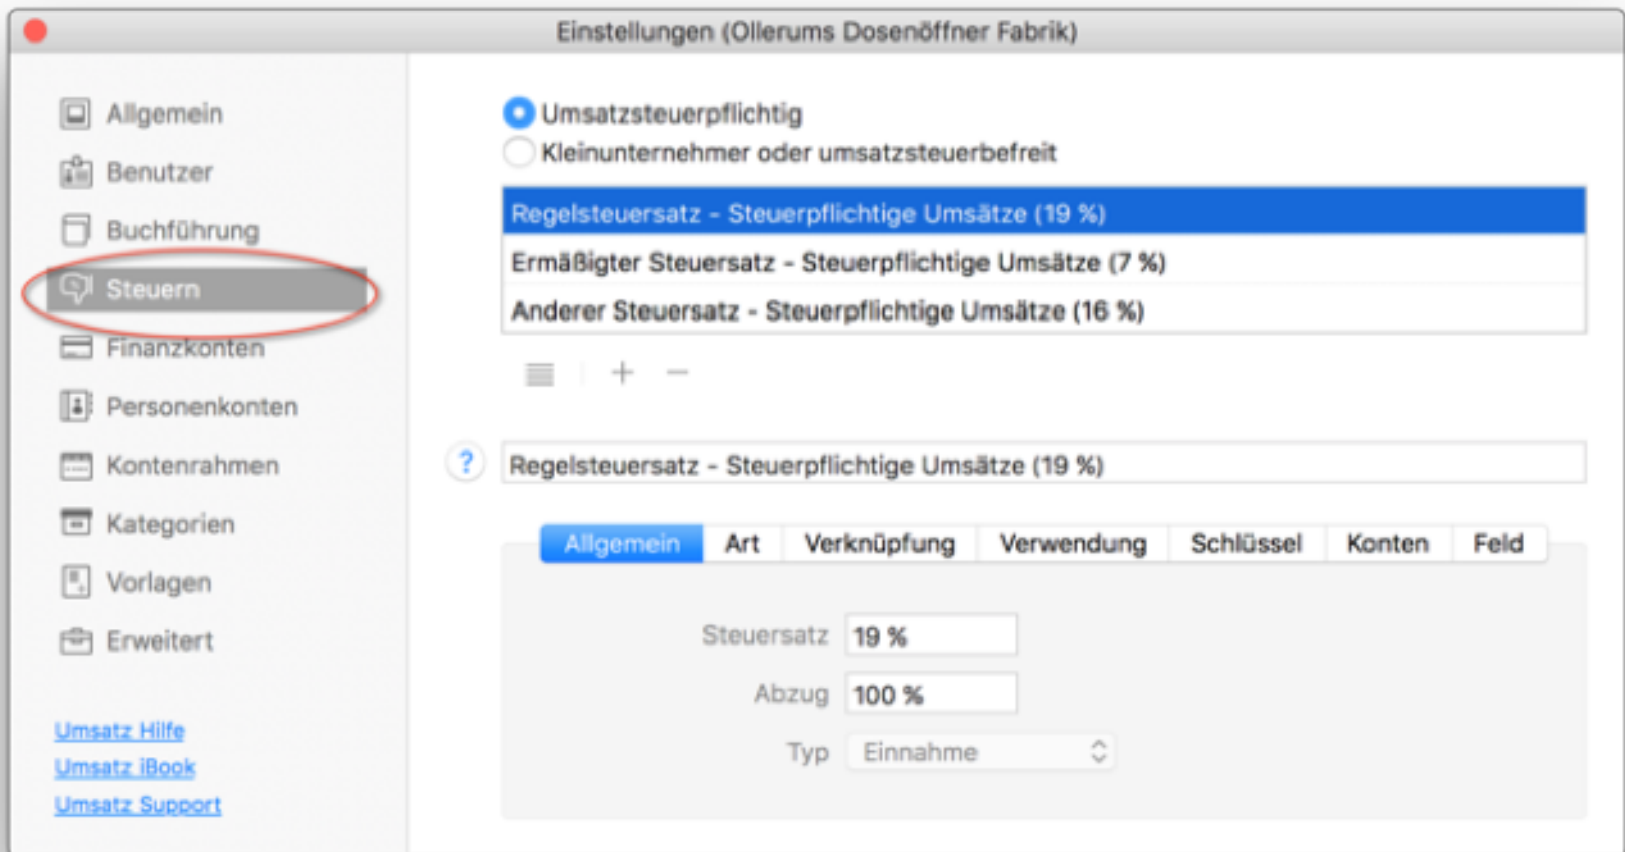 Einstellungen (Ollerums Dosenöffner Fabrik)
Allgemein
Benutzer
Buchführung
Steuern
Finanzkonten
Personenkonten
Kontenrahmen
Kategorien
Vorlagen
Erweitert
Umsatz Hilfe
Umsatz iBook
Umsatz Support
Umsatzsteuerpflichtig
Kleinunternehmer oder umsatzsteuerbefreit
Regelsteuersatz - Steuerpflichtige Umsätze (19 %)
Ermäßigter Steuersatz - Steuerpflichtige Umsätze (7 %)
Anderer Steuersatz - Steuerpflichtige Umsätze (16 %)
+ −
? Regelsteuersatz - Steuerpflichtige Umsätze (19 %)
Allgemein Art Verknüpfung Verwendung Schlüssel Konten Feld
Steuersatz 19 %
Abzug 100 %
Typ Einnahme